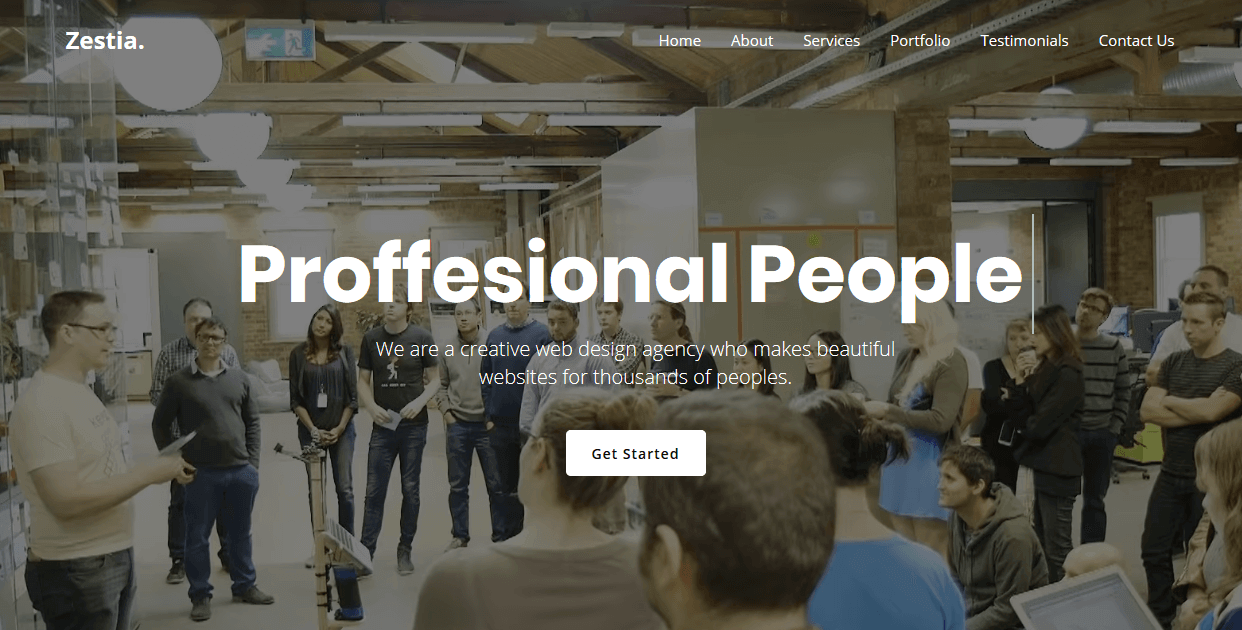 Zestia.
Home About Services Portfolio Testimonials Contact Us
Proffesional People
We are a creative web design agency who makes beautiful
websites for thousands of peoples.
Get Started